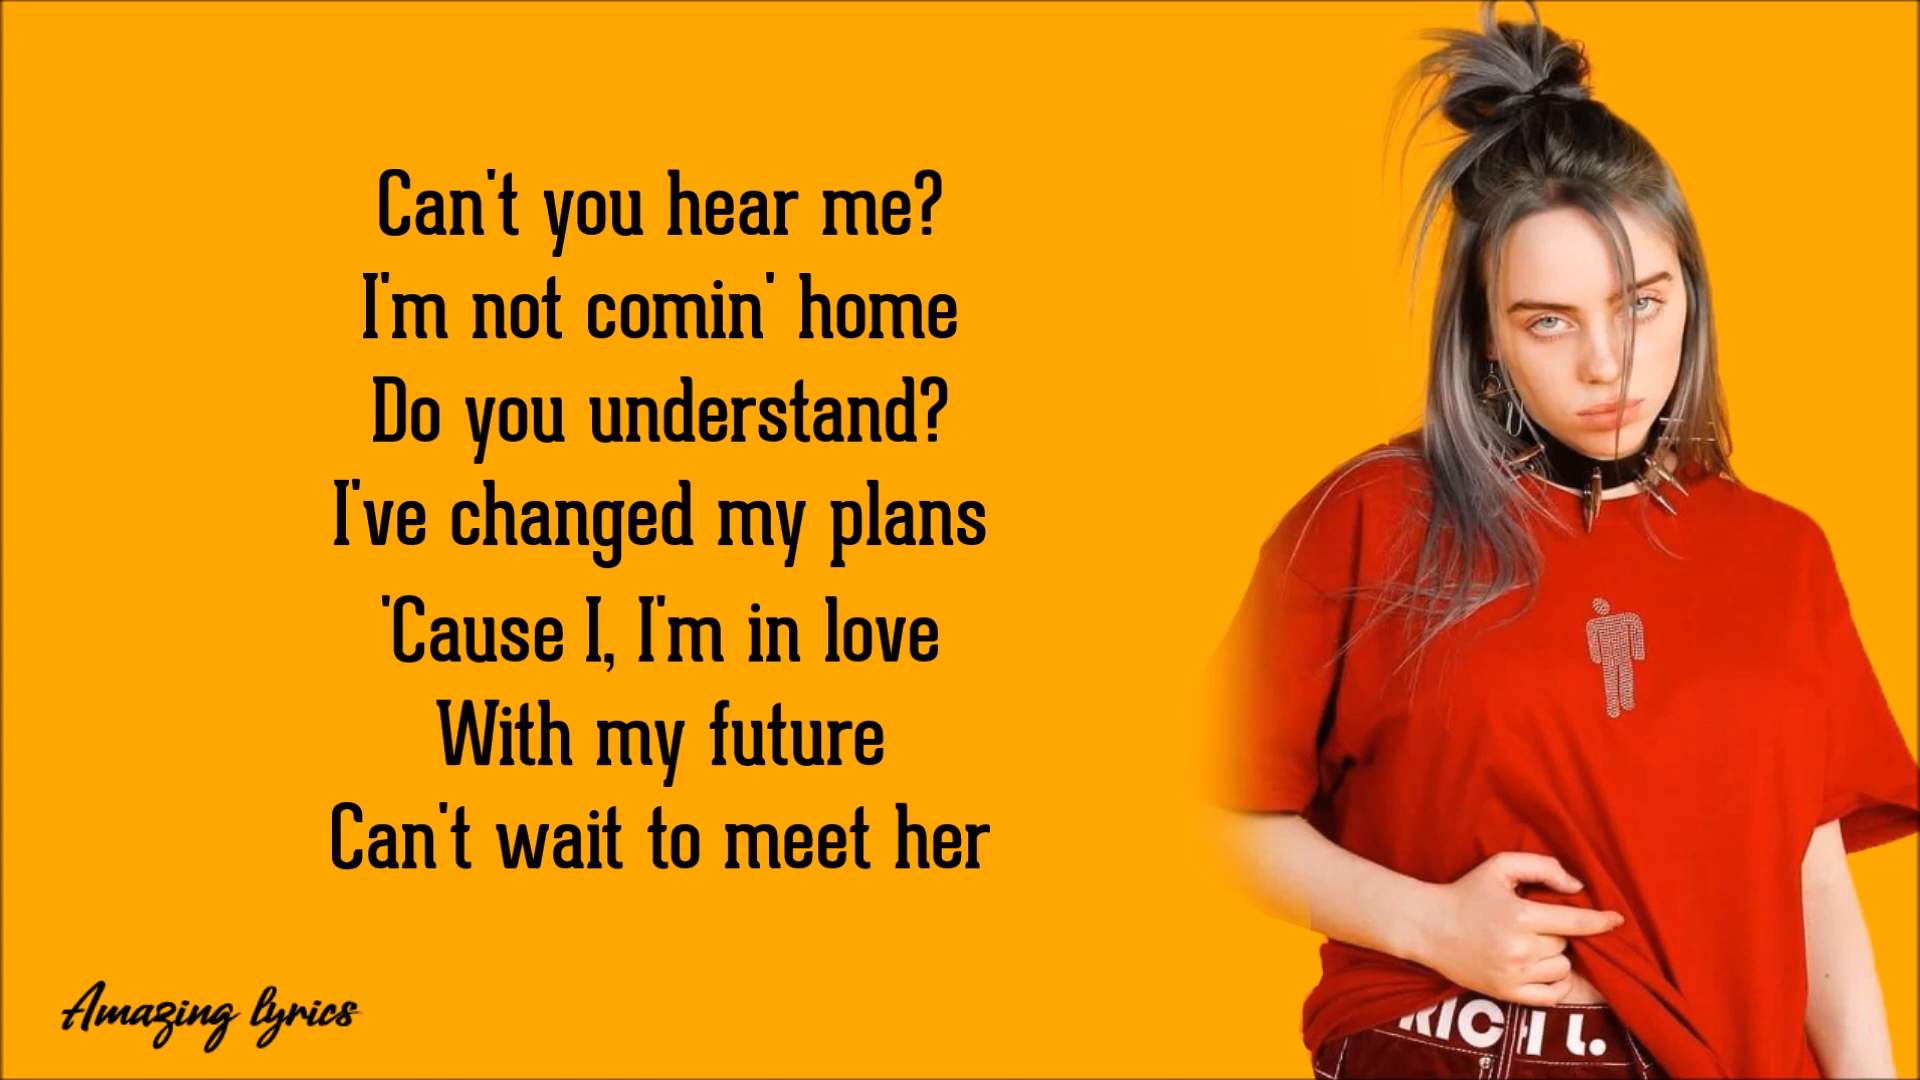 Can't you hear me?
I'm not comin' home
Do you understand?
I've changed my plans
'Cause I, I'm in love
With my future
Can't wait to meet her
Amazing lyrics